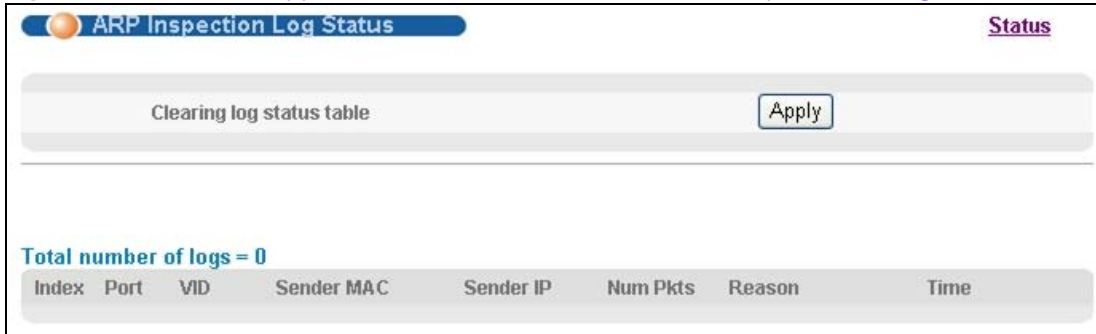 ARP Inspection Log Status
Status
Clearing log status table
Apply
Total number of logs = 0
Index Port VID Sender MAC Sender IP Num Pkts Reason Time